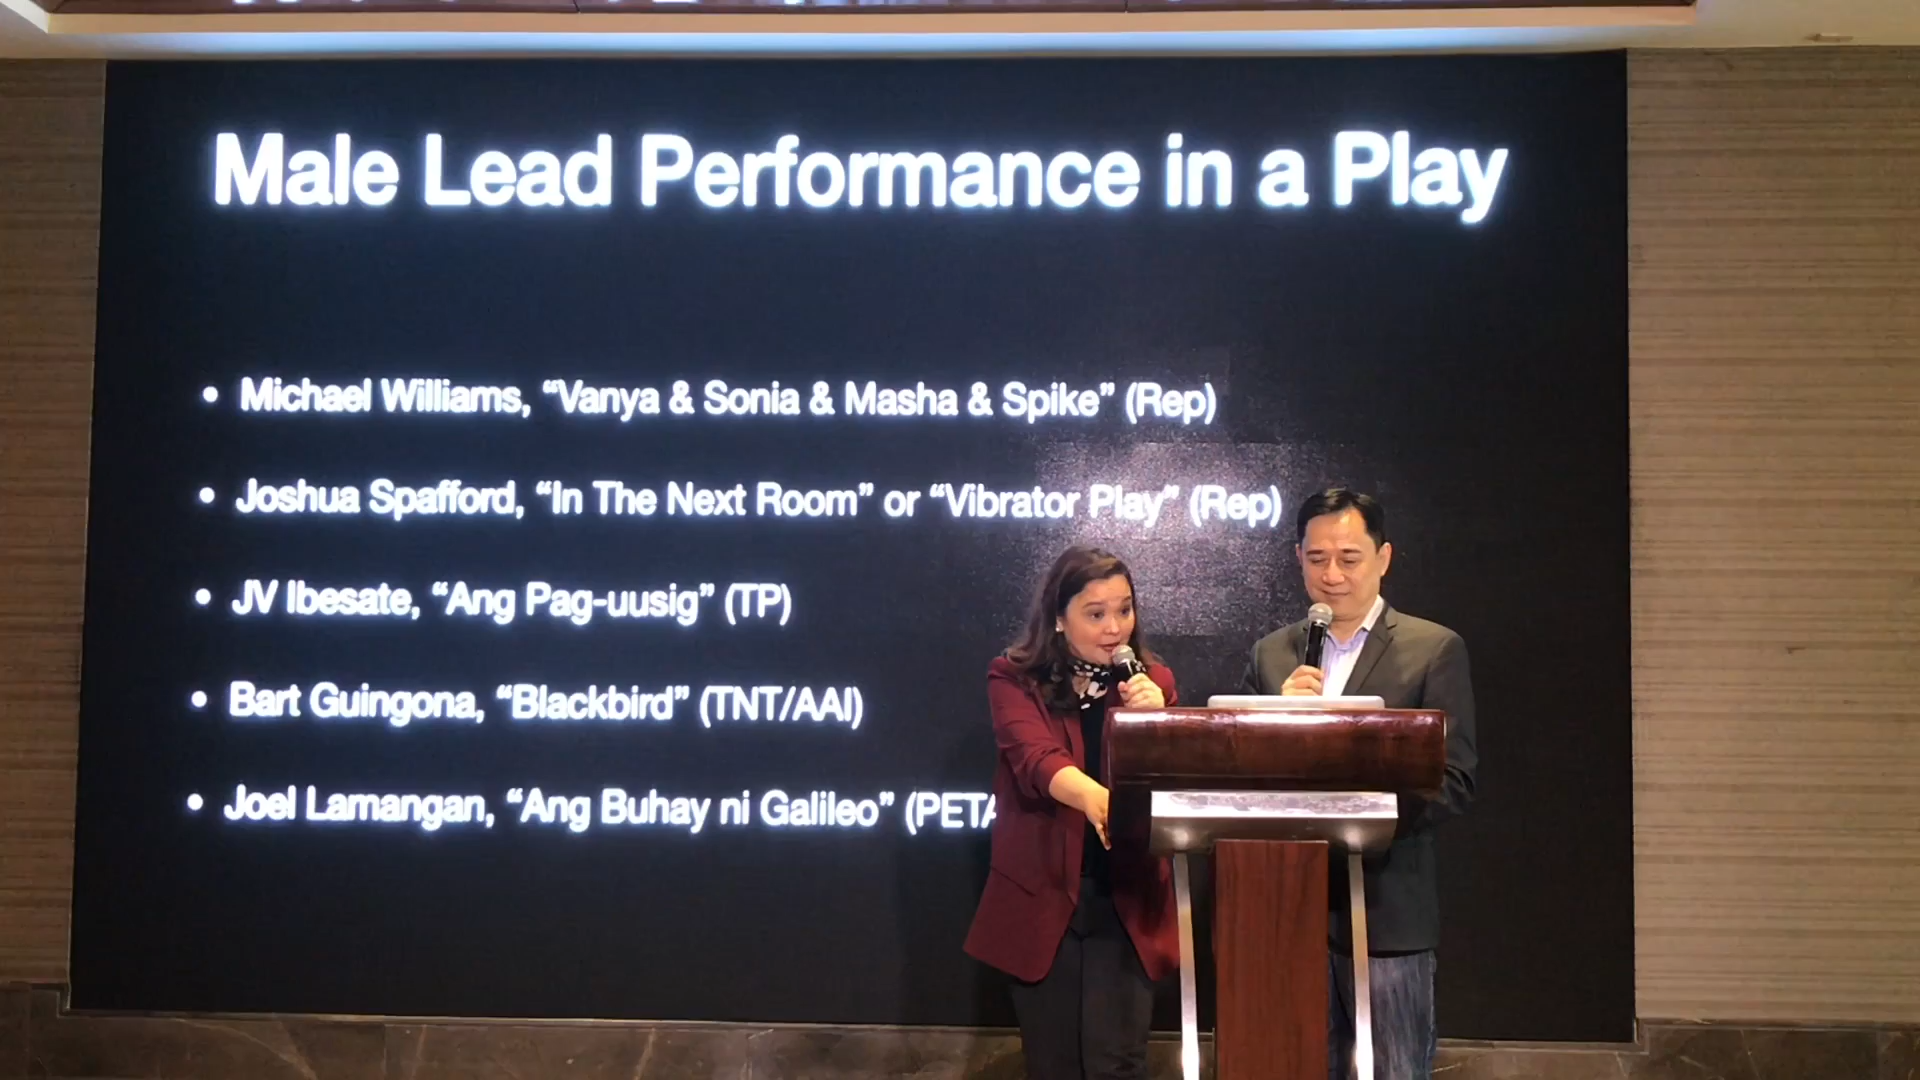 Male Lead Performance in a Play
• Michael Williams, “Vanya & Sonia & Masha & Spike” (Rep)
• Joshua Spafford, “In The Next Room” or “Vibrator Play” (Rep)
• JV Ibesate, “Ang Pag-uusig” (TP)
• Bart Guingona, “Blackbird” (TNT/AAI)
• Joel Lamangan, “Ang Buhay ni Galileo” (PETA